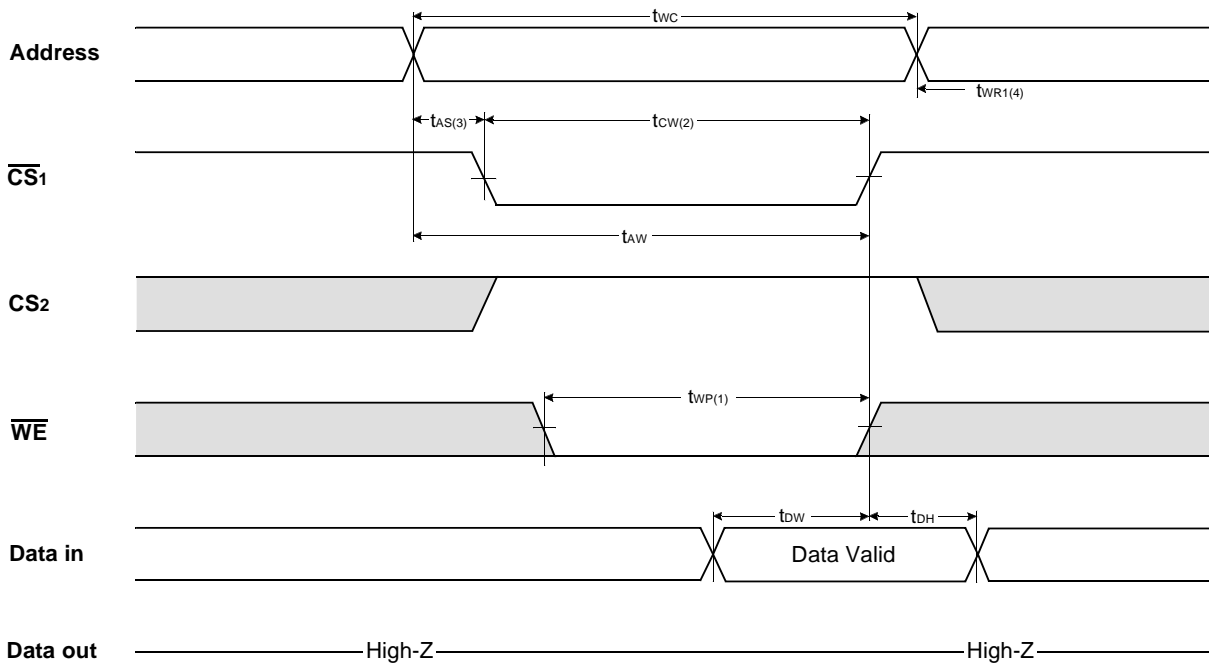 tWC
Address
tWR1(4)
tAS(3)
tCW(2)
CS1
tAW
CS2
tWP(1)
WE
tDW
tDH
Data in
Data Valid
Data out
High-Z
High-Z